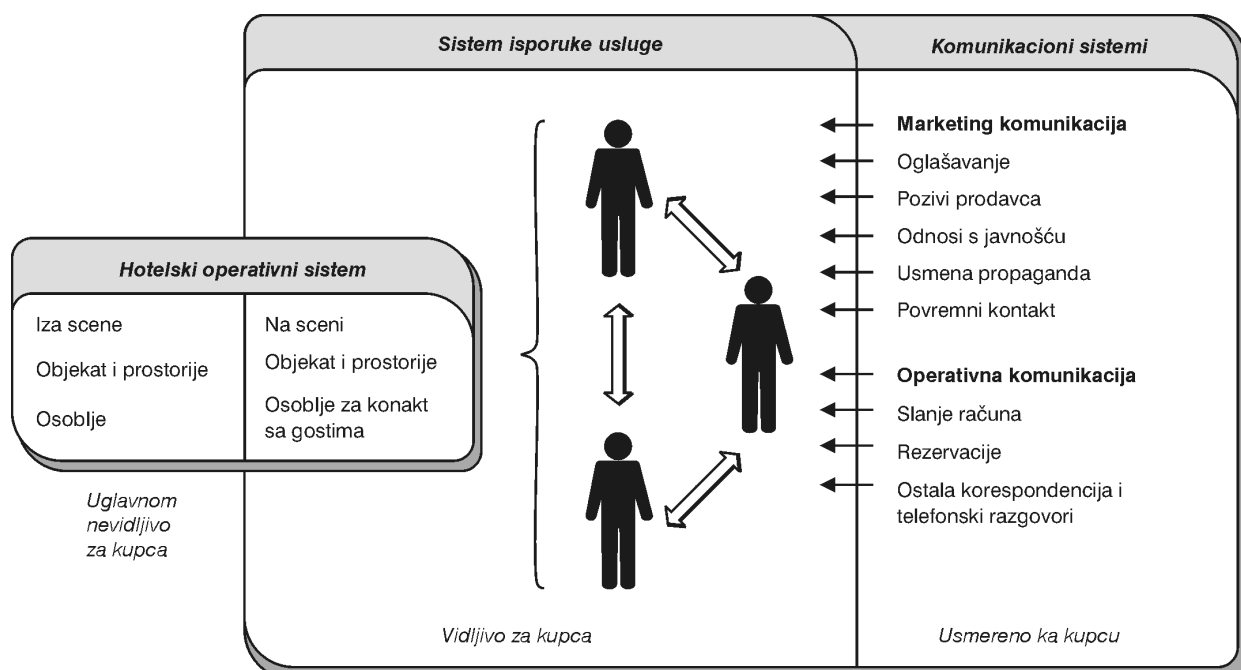 Sistem isporuke usluge
Komunikacioni sistemi
Hotelski operativni sistem
Iza scene
Objekat i prostorije
Osoblje
Na sceni
Objekat i prostorije
Osoblje za konakt
sa gostima
Uglavnom
nevidljivo
za kupca
Marketing komunikacija
Oglašavanje
Pozivi prodavca
Odnosi s javnošću
Usmena propaganda
Povremni kontakt
Operativna komunikacija
Slanje računa
Rezervacije
Ostala korespondencija i
telefonski razgovori
Vidljivo za kupca
Usmereno ka kupcu